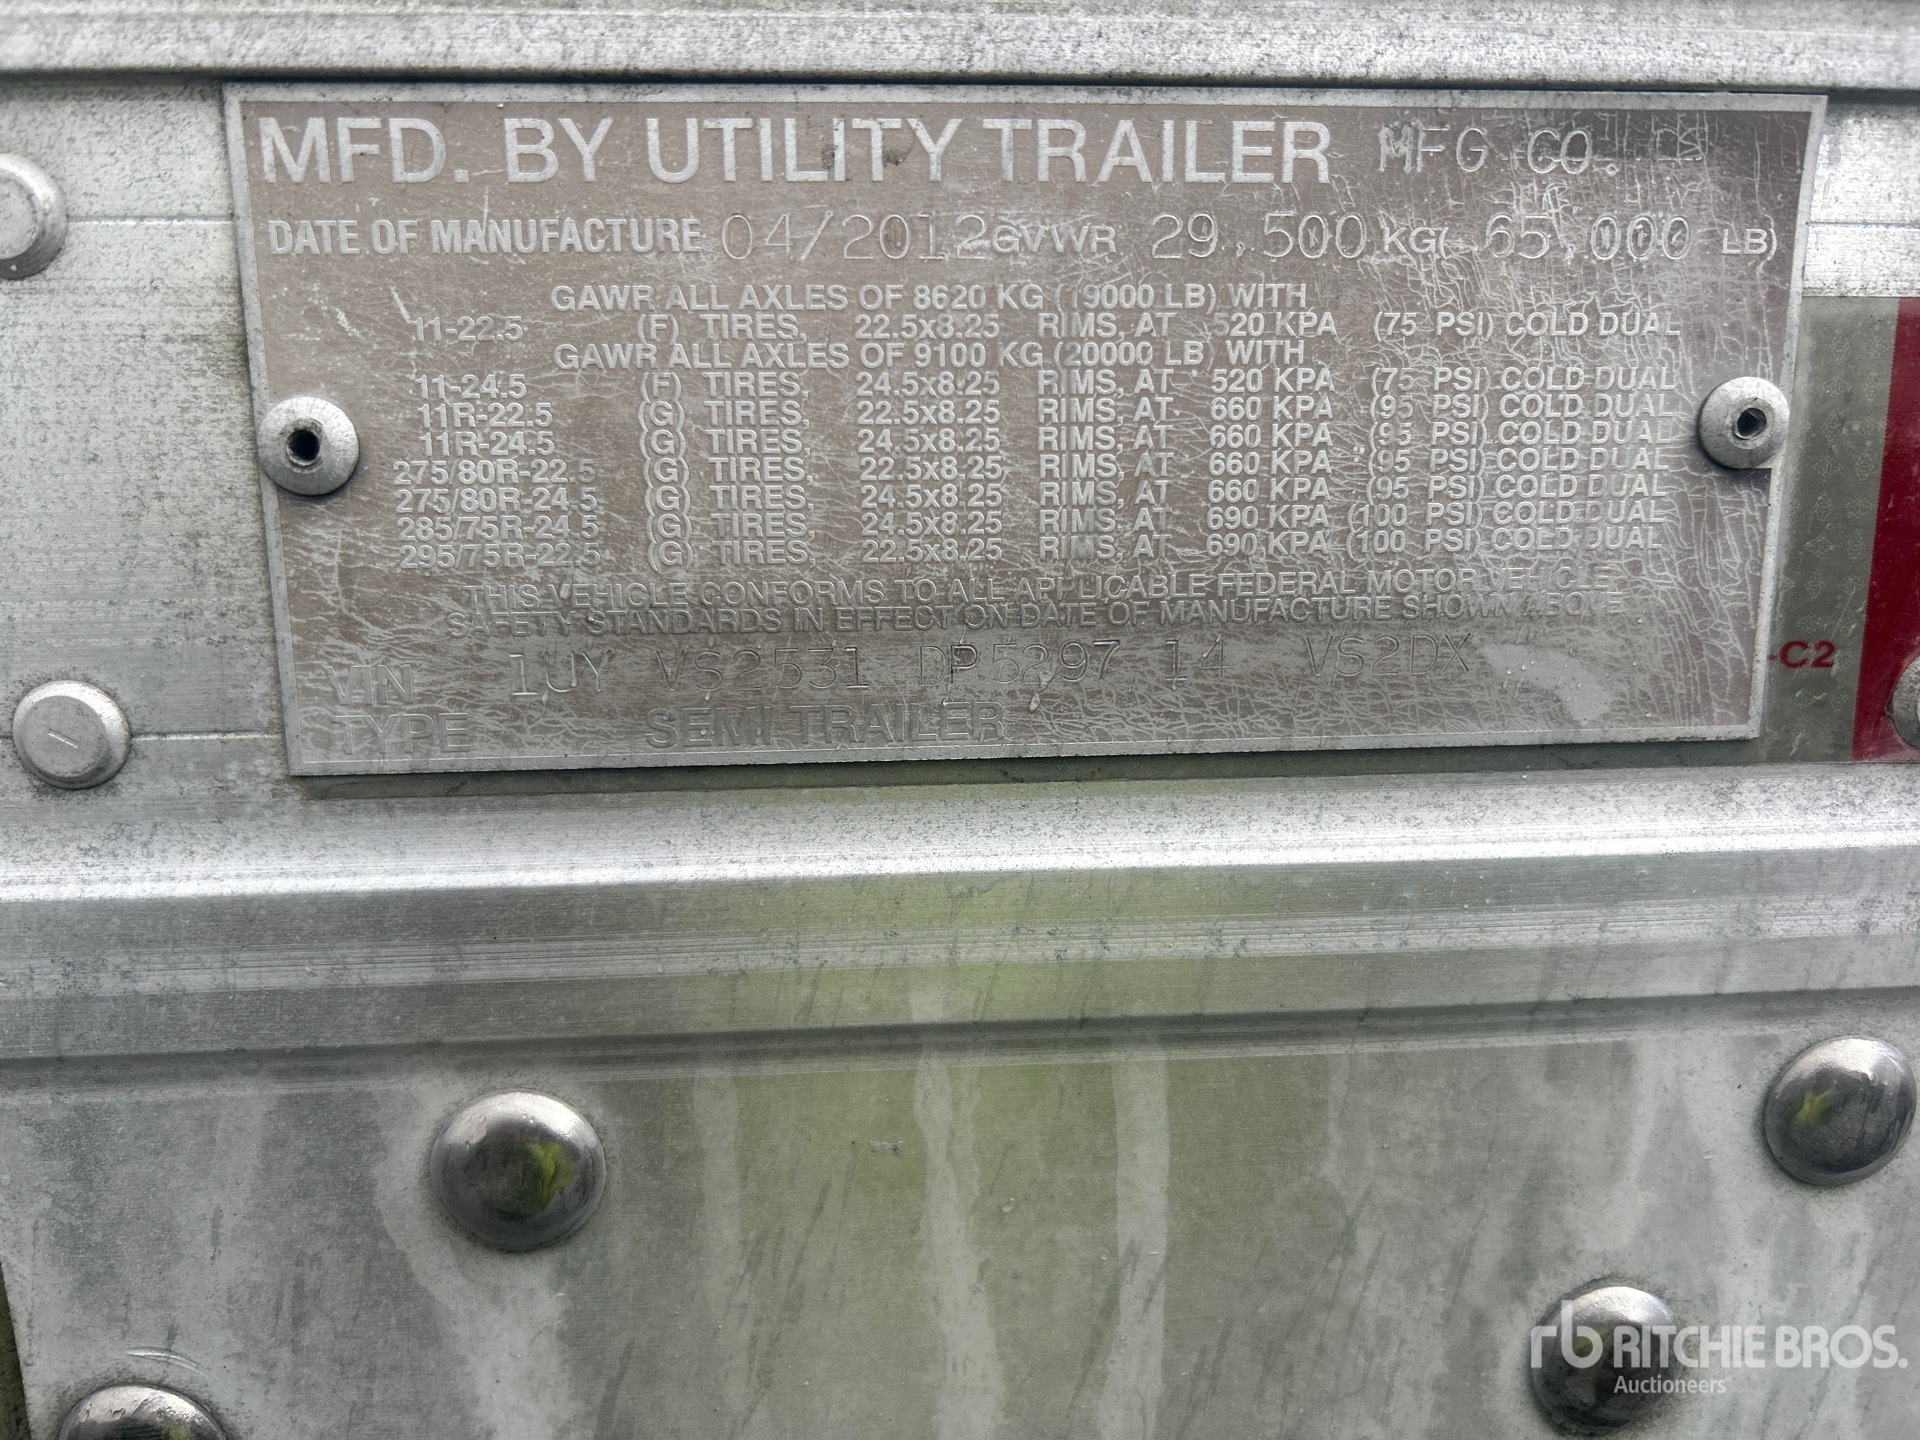 MFD. BY UTILITY TRAILER MFG CO.
DATE OF MANUFACTURE 04/2012 GVWR 29,500 KG( 65,000 LB)
GAWR ALL AXLES OF 8620 KG (19000 LB) WITH
11-22.5 (F) TIRES, 22.5x8.25 RIMS, AT 520 KPA (75 PSI) COLD DUAL
GAWR ALL AXLES OF 9100 KG (20000 LB) WITH
11-24.5 (F) TIRES, 24.5x8.25 RIMS, AT 520 KPA (75 PSI) COLD DUAL
11R-22.5 (G) TIRES, 22.5x8.25 RIMS, AT 660 KPA (95 PSI) COLD DUAL
11R-24.5 (G) TIRES, 24.5x8.25 RIMS, AT 660 KPA (95 PSI) COLD DUAL
275/80R-22.5 (G) TIRES, 22.5x8.25 RIMS, AT 660 KPA (95 PSI) COLD DUAL
275/80R-24.5 (G) TIRES, 24.5x8.25 RIMS, AT 660 KPA (95 PSI) COLD DUAL
285/75R-24.5 (G) TIRES, 24.5x8.25 RIMS, AT 690 KPA (100 PSI) COLD DUAL
295/75R-22.5 (G) TIRES, 22.5x8.25 RIMS, AT 690 KPA (100 PSI) COLD DUAL
THIS VEHICLE CONFORMS TO ALL APPLICABLE FEDERAL MOTOR VEHICLE
SAFETY STANDARDS IN EFFECT ON DATE OF MANUFACTURE SHOWN ABOVE
VIN 1UY VS2531 DP5297 14 VS2DX
TYPE SEMI TRAILER
-C2
rb RITCHIE BROS.
Auctioneers